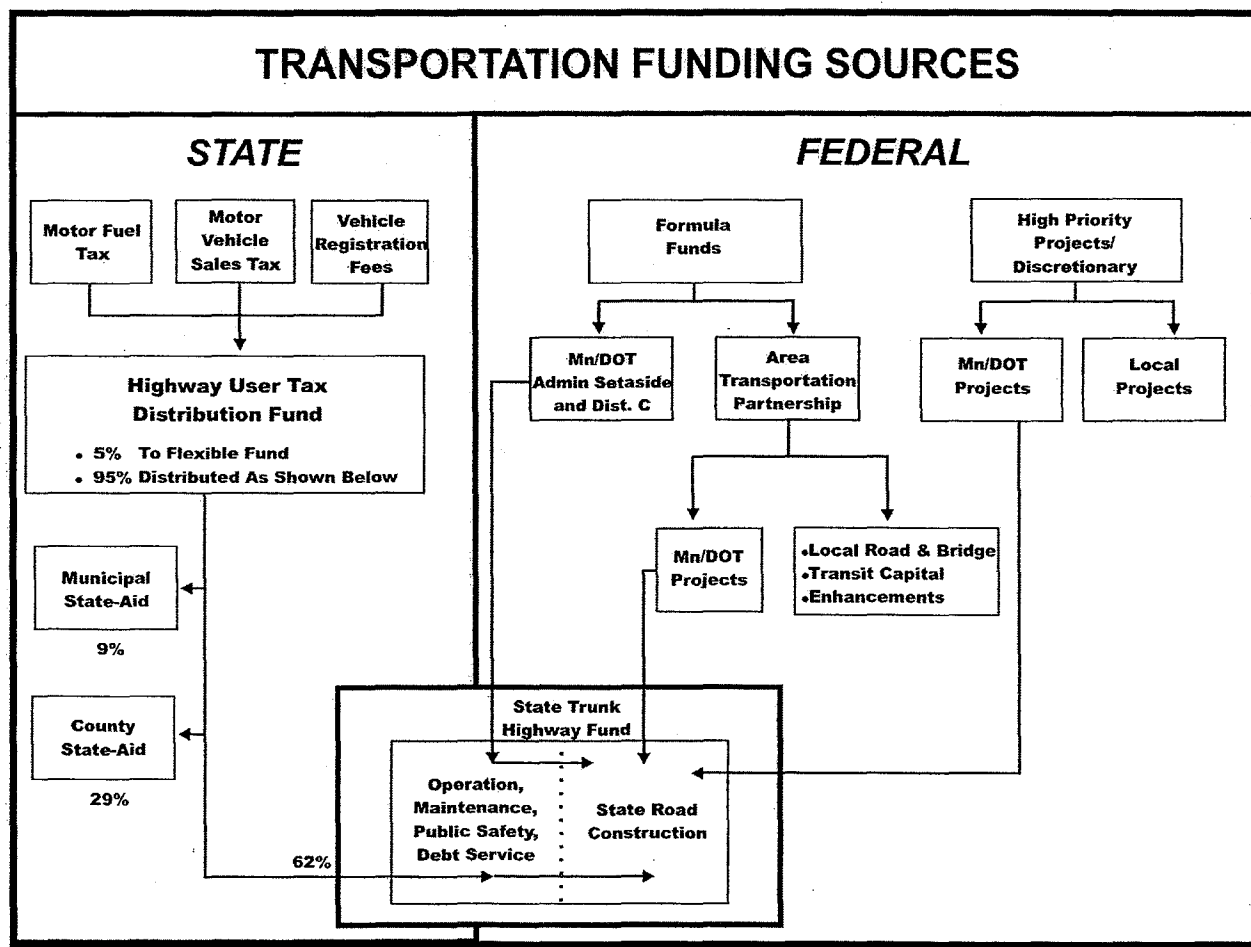 TRANSPORTATION FUNDING SOURCES
STATE
Motor Fuel
Tax
Motor
Vehicle
Sales Tax
Vehicle
Registration
Fees
Highway User Tax
Distribution Fund
• 5% To Flexible Fund
• 95% Distributed As Shown Below
Municipal
State-Aid
9%
County
State-Aid
29%
62%
FEDERAL
Formula
Funds
High Priority
Projects/
Discretionary
Mn/DOT
Admin Setaside
and Dist. C
Area
Transportation
Partnership
Mn/DOT
Projects
Local
Projects
Mn/DOT
Projects
•Local Road & Bridge
•Transit Capital
•Enhancements
State Trunk
Highway Fund
Operation,
Maintenance,
Public Safety,
Debt Service
State Road
Construction